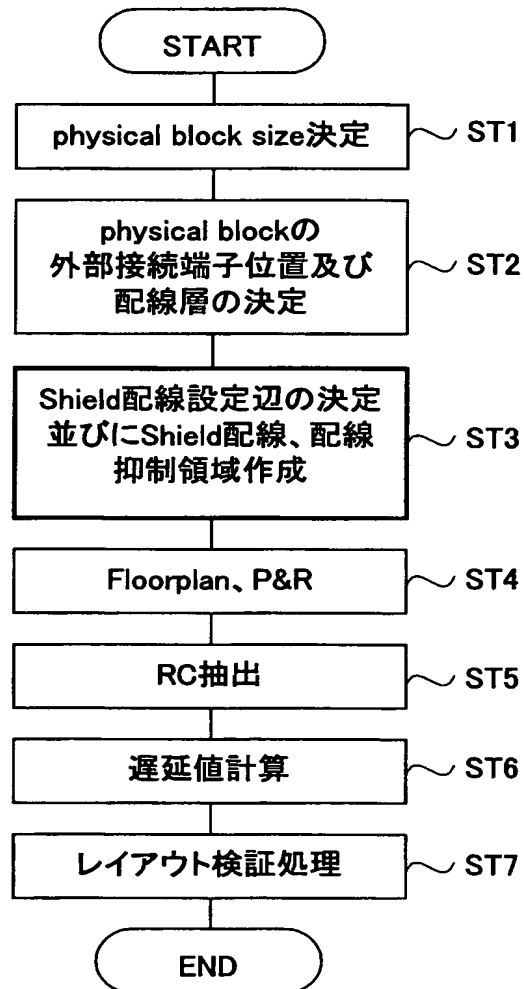 START
physical block size決定
ST1
physical blockの
外部接続端子位置及び
配線層の決定
ST2
Shield配線設定辺の決定
並びにShield配線、配線
抑制領域作成
ST3
Floorplan、P&R
ST4
RC抽出
ST5
遅延値計算
ST6
レイアウト検証処理
ST7
END